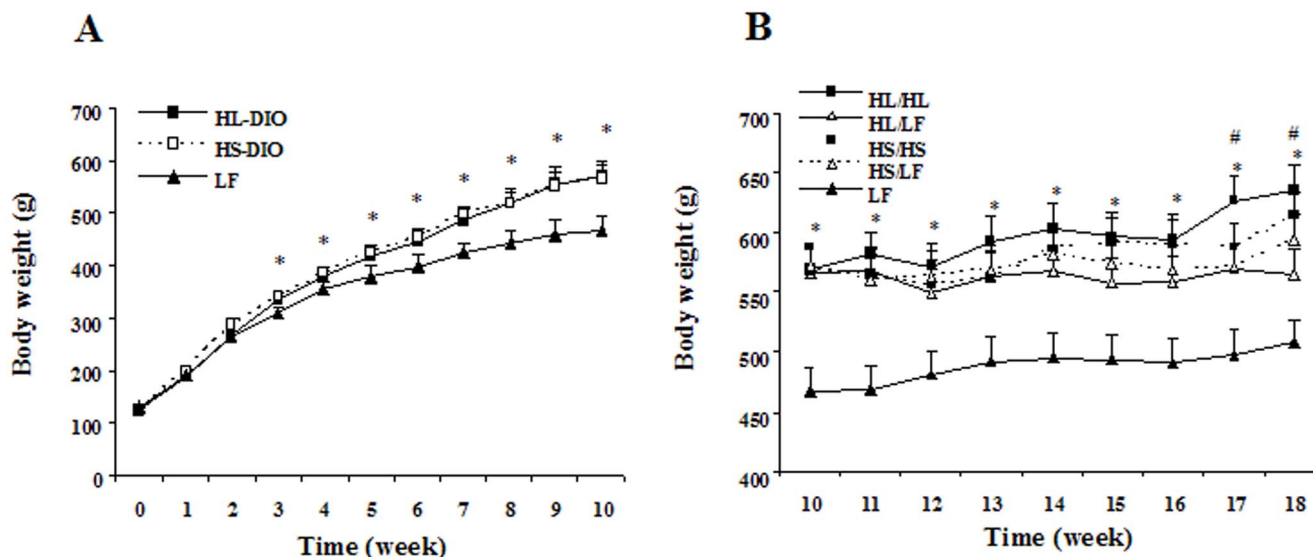 A
HL-DIO
HS-DIO
LF
Body weight (g)
700
600
500
400
300
200
100
0
* * * * * * * *
0 1 2 3 4 5 6 7 8 9 10
Time (week)
B
HL/HL
HL/LF
HS/HS
HS/LF
LF
Body weight (g)
700
650
600
550
500
450
400
# #
* * * * * * * * *
10 11 12 13 14 15 16 17 18
Time (week)